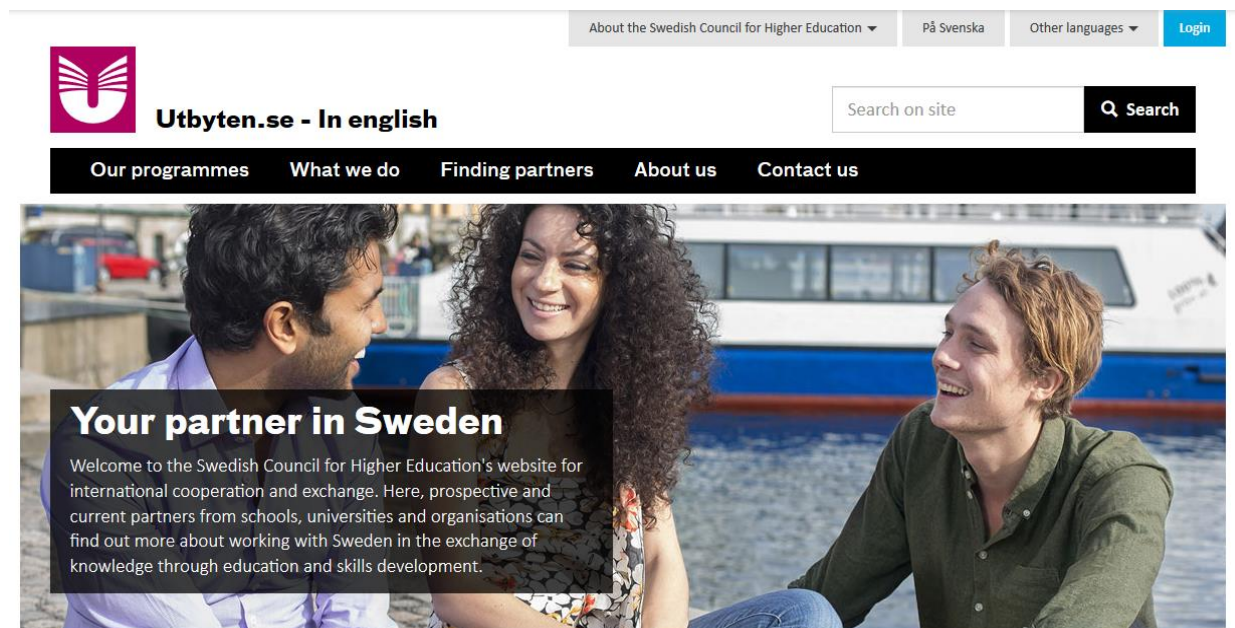 About the Swedish Council for Higher Education
På Svenska
Other languages
Login
Utbyten.se - In english
Search on site
Search
Our programmes
What we do
Finding partners
About us
Contact us
Your partner in Sweden
Welcome to the Swedish Council for Higher Education's website for
international cooperation and exchange. Here, prospective and
current partners from schools, universities and organisations can
find out more about working with Sweden in the exchange of
knowledge through education and skills development.